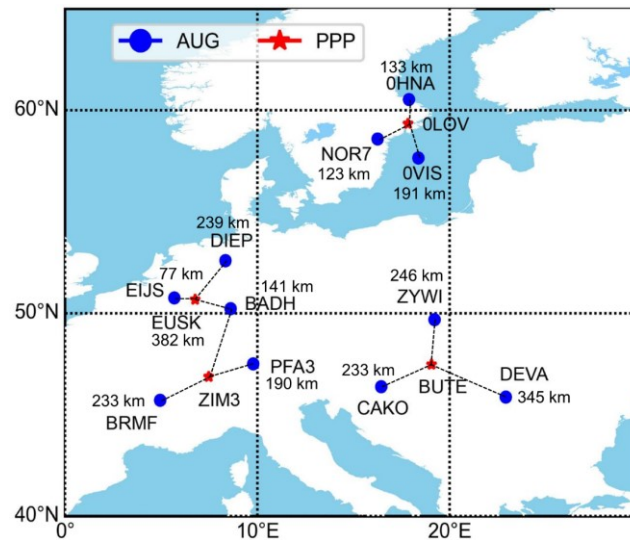 AUG
PPP
133 km
0HNA
60°N
0LOV
NOR7
123 km
0VIS
191 km
239 km
DIEP
77 km
141 km
246 km
EIJS
BADH
ZYWI
50°N
EUSK
382 km
PFA3
190 km
233 km
DEVA
233 km
ZIM3
CAKO
BUTE
345 km
BRMF
40°N
0°
10°E
20°E